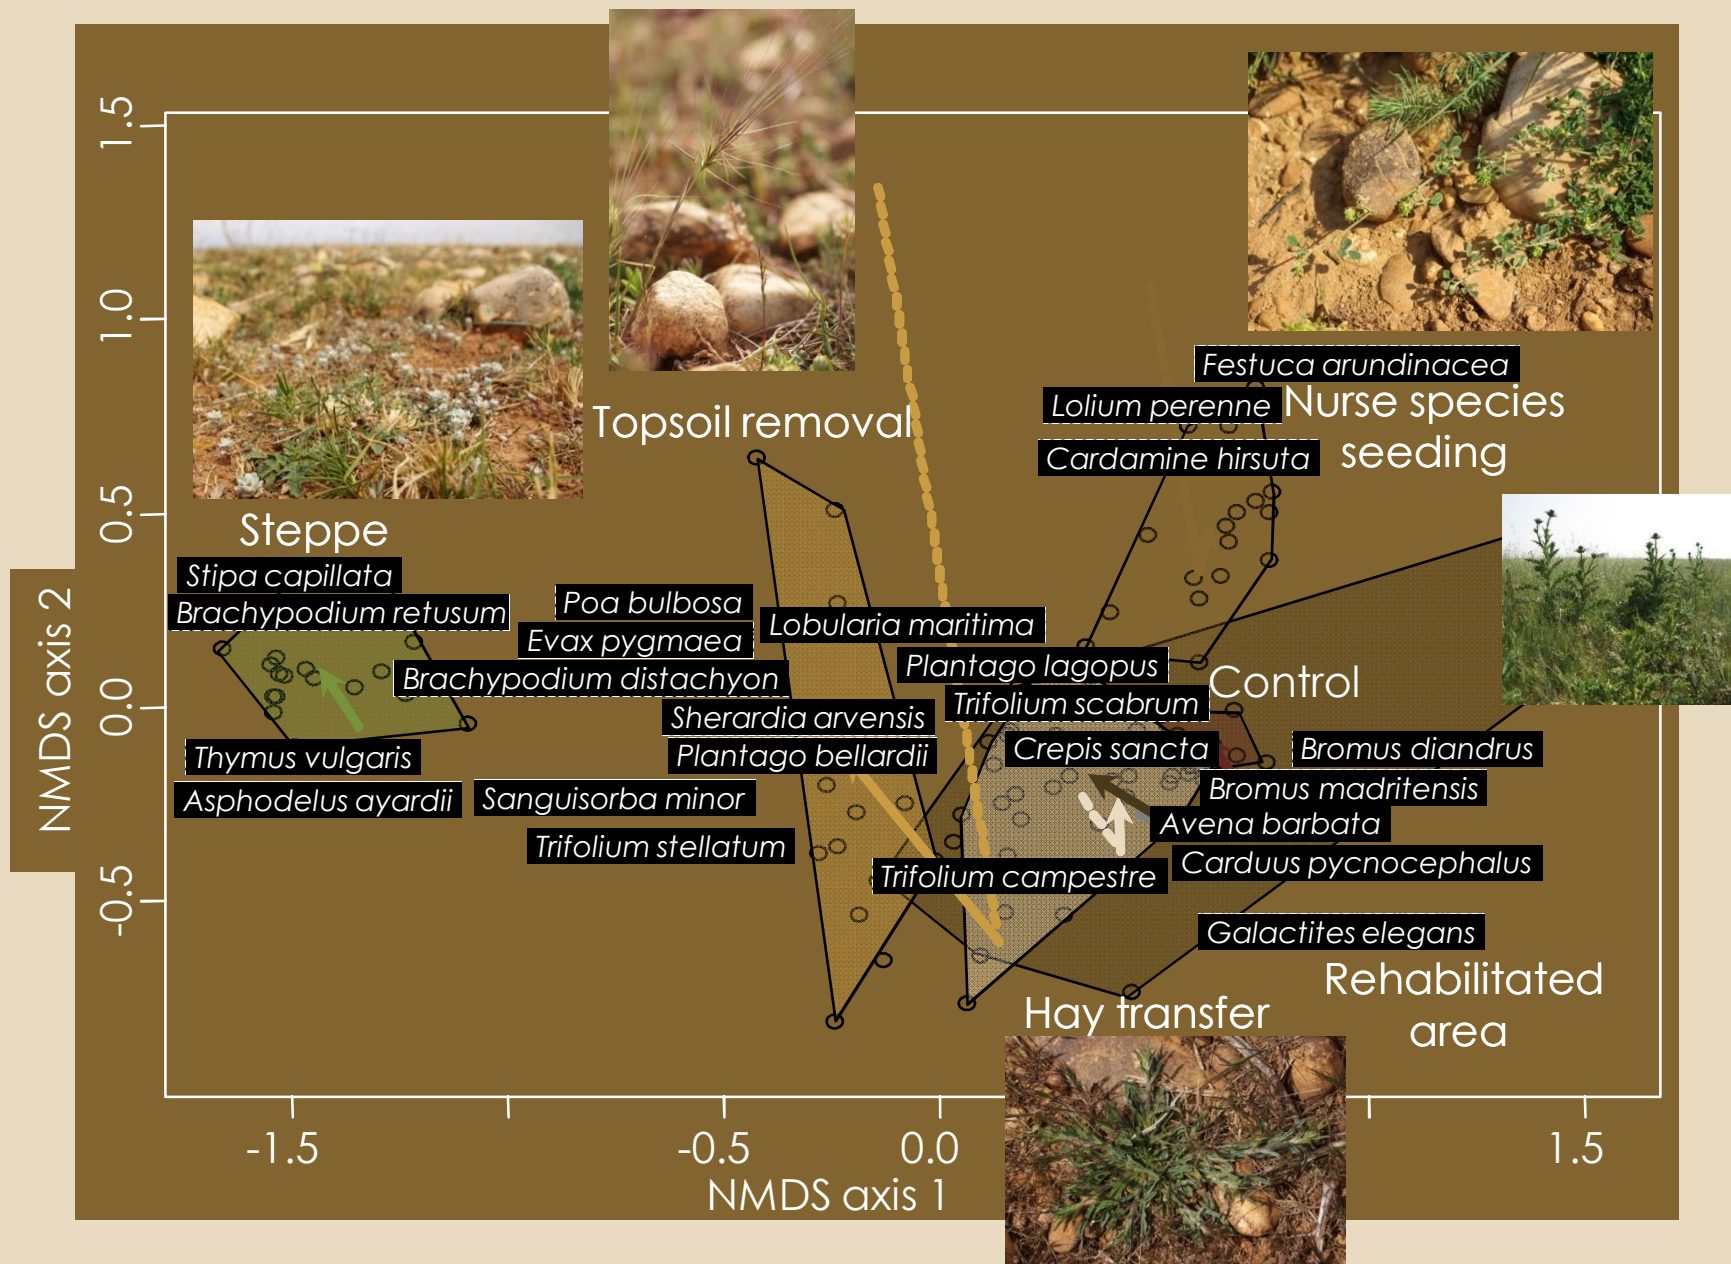 1.5
1.0
0.5
0.0
-0.5
NMDS axis 2
Topsoil removal
Festuca arundinacea
Lolium perenne
Nurse species
seeding
Cardamine hirsuta
Steppe
Stipa capillata
Brachypodium retusum
Poa bulbosa
Evax pygmaea
Brachypodium distachyon
Lobularia maritima
Plantago lagopus
Control
Trifolium scabrum
Sherardia arvensis
Plantago bellardii
Crepis sancta
Bromus diandrus
Thymus vulgaris
Bromus madritensis
Asphodelus ayardii
Sanguisorba minor
Avena barbata
Trifolium stellatum
Carduus pycnocephalus
Trifolium campestre
Galactites elegans
Rehabilitated
area
Hay transfer
-1.5
-0.5
0.0
1.5
NMDS axis 1